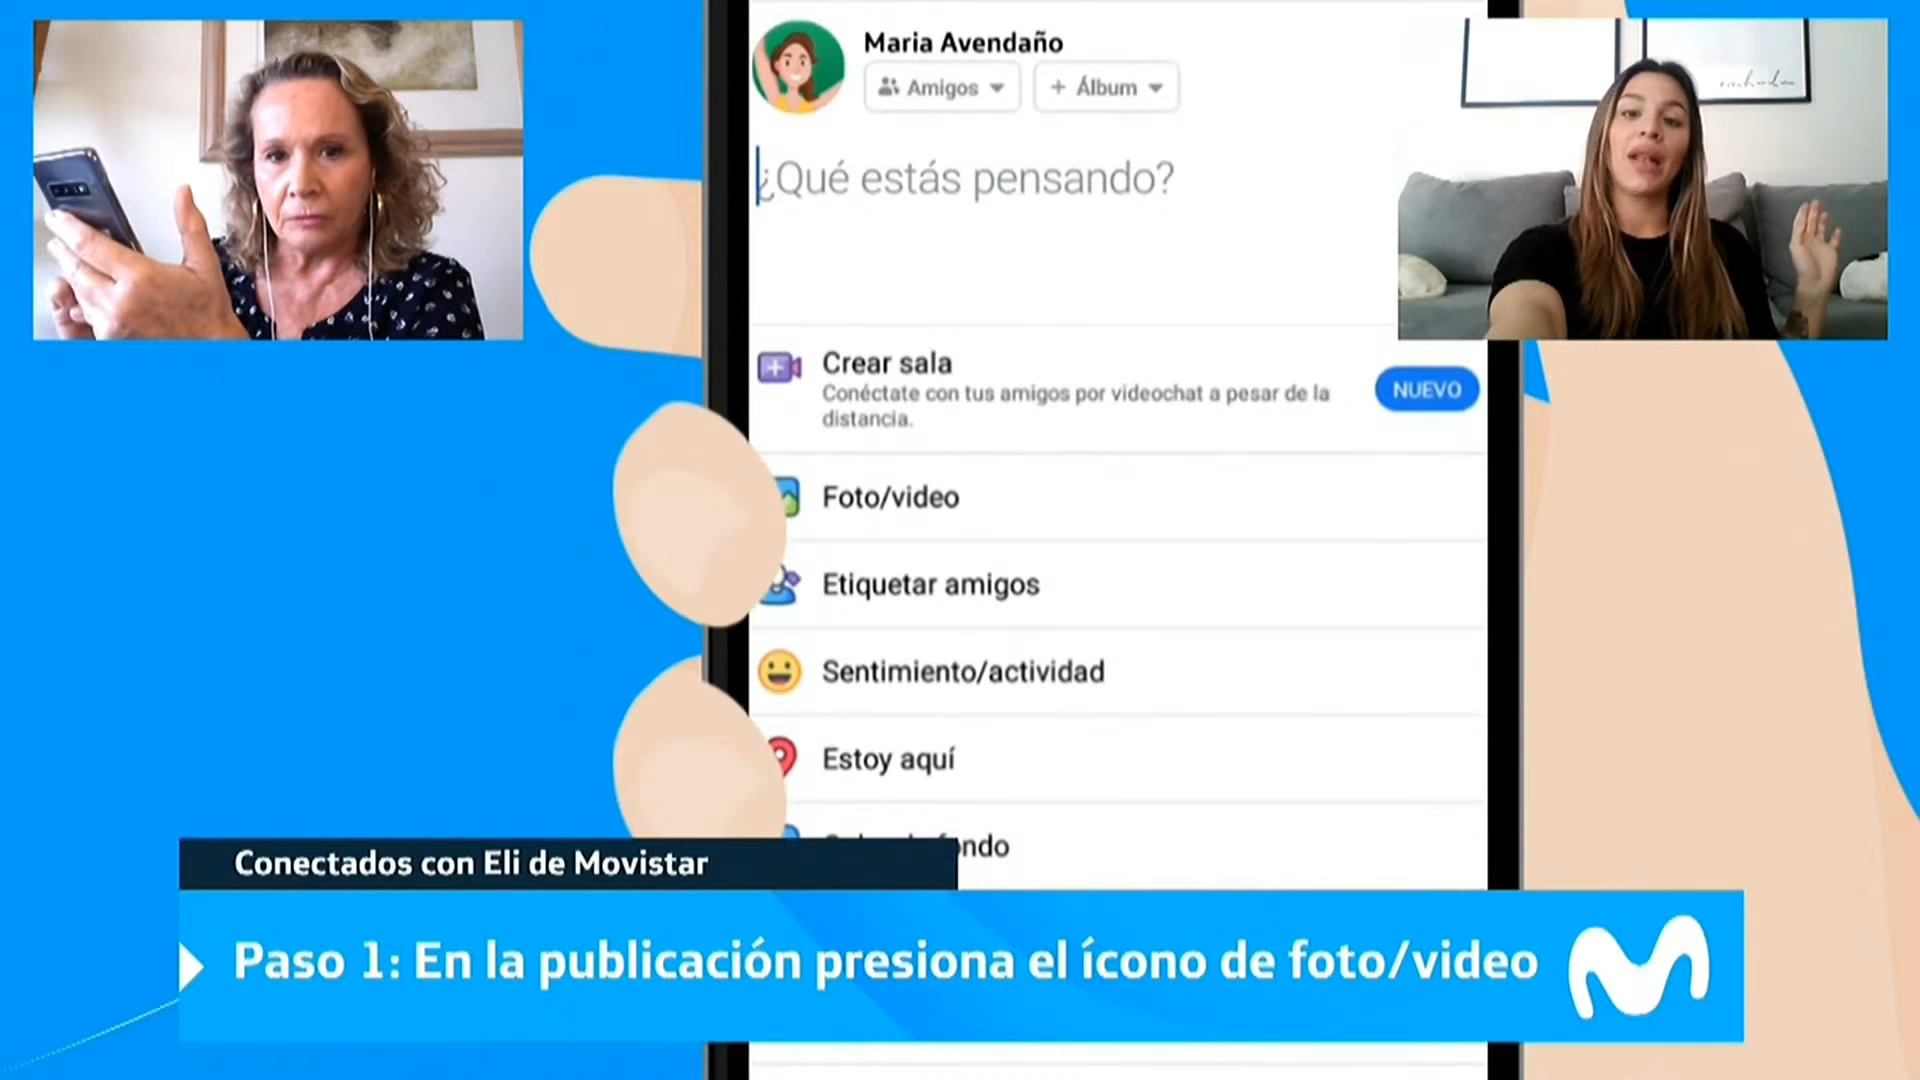 Maria Avendaño
Amigos
+ Álbum
¿Qué estás pensando?
Crear sala
Conéctate con tus amigos por videochat a pesar de la
distancia.
NUEVO
Foto/video
Etiquetar amigos
Sentimiento/actividad
Estoy aquí
Conectados con Eli de Movistar
Paso 1: En la publicación presiona el ícono de foto/video